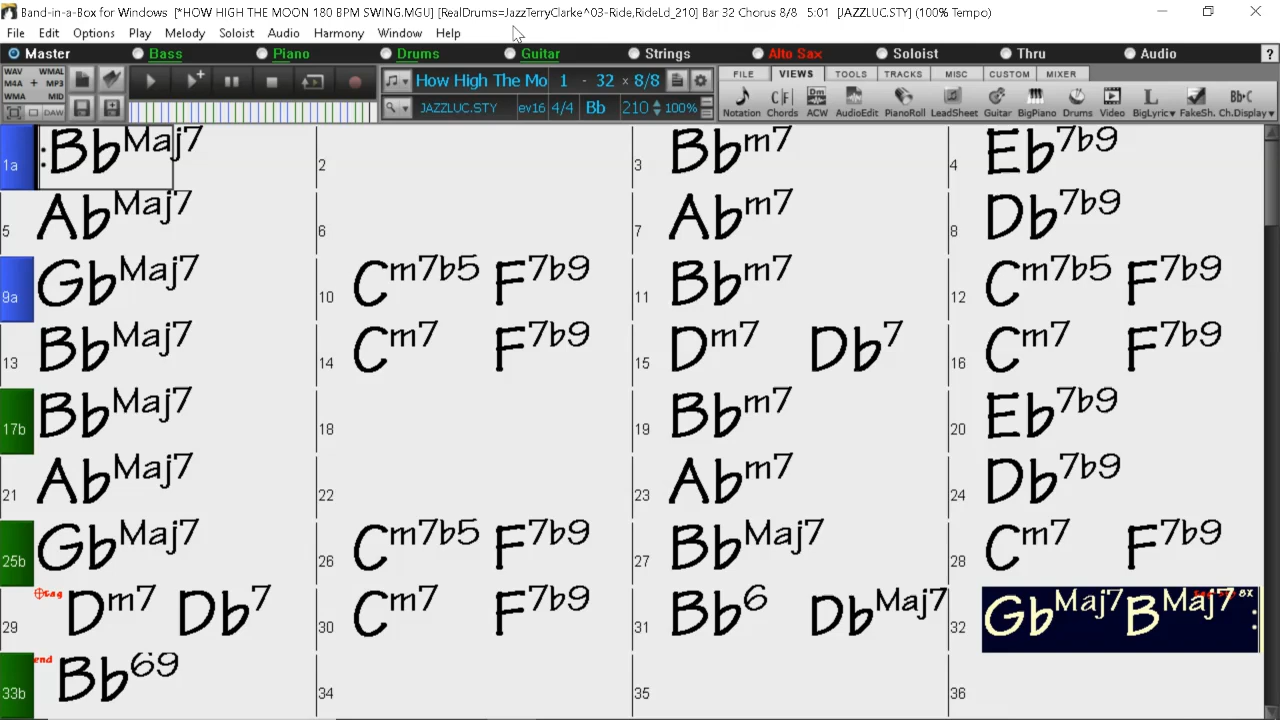 Band-in-a-Box for Windows [*HOW HIGH THE MOON 180 BPM SWING.MGU] [RealDrums=JazzTerryClarke^03-Ride,RideLd_210] Bar 32 Chorus 8/8 5:01 [JAZZLUC.STY] (100% Tempo)
File Edit Options Play Melody Soloist Audio Harmony Window Help
Master Bass Piano Drums Guitar Strings Alto Sax Soloist Thru Audio ?
WAV WMAL
M4A + MP3
WMA MID
DAW
How High The Mo 1 - 32 x 8/8
JAZZLUC.STY ev16 4/4 Bb 210 100%
FILE VIEWS TOOLS TRACKS MISC CUSTOM MIXER
C|F Dm Bb▸C
Notation Chords ACW AudioEdit PianoRoll LeadSheet Guitar BigPiano Drums Video BigLyric FakeSh. Ch.Display
1a :BbMaj7 2 3 Bbm7 4 Eb7b9
5 AbMaj7 6 7 Abm7 8 Db7b9
9a GbMaj7 10 Cm7b5 F7b9 11 Bbm7 12 Cm7b5 F7b9
13 BbMaj7 14 Cm7 F7b9 15 Dm7 Db7 16 Cm7 F7b9
17b BbMaj7 18 19 Bbm7 20 Eb7b9
21 AbMaj7 22 23 Abm7 24 Db7b9
25b GbMaj7 26 Cm7b5 F7b9 27 BbMaj7 28 Cm7 F7b9
tag 8X
29 Dm7 Db7 30 Cm7 F7b9 31 Bb6 DbMaj7 32 GbMaj7 BMaj7 :
end
33b Bb69 34 35 36